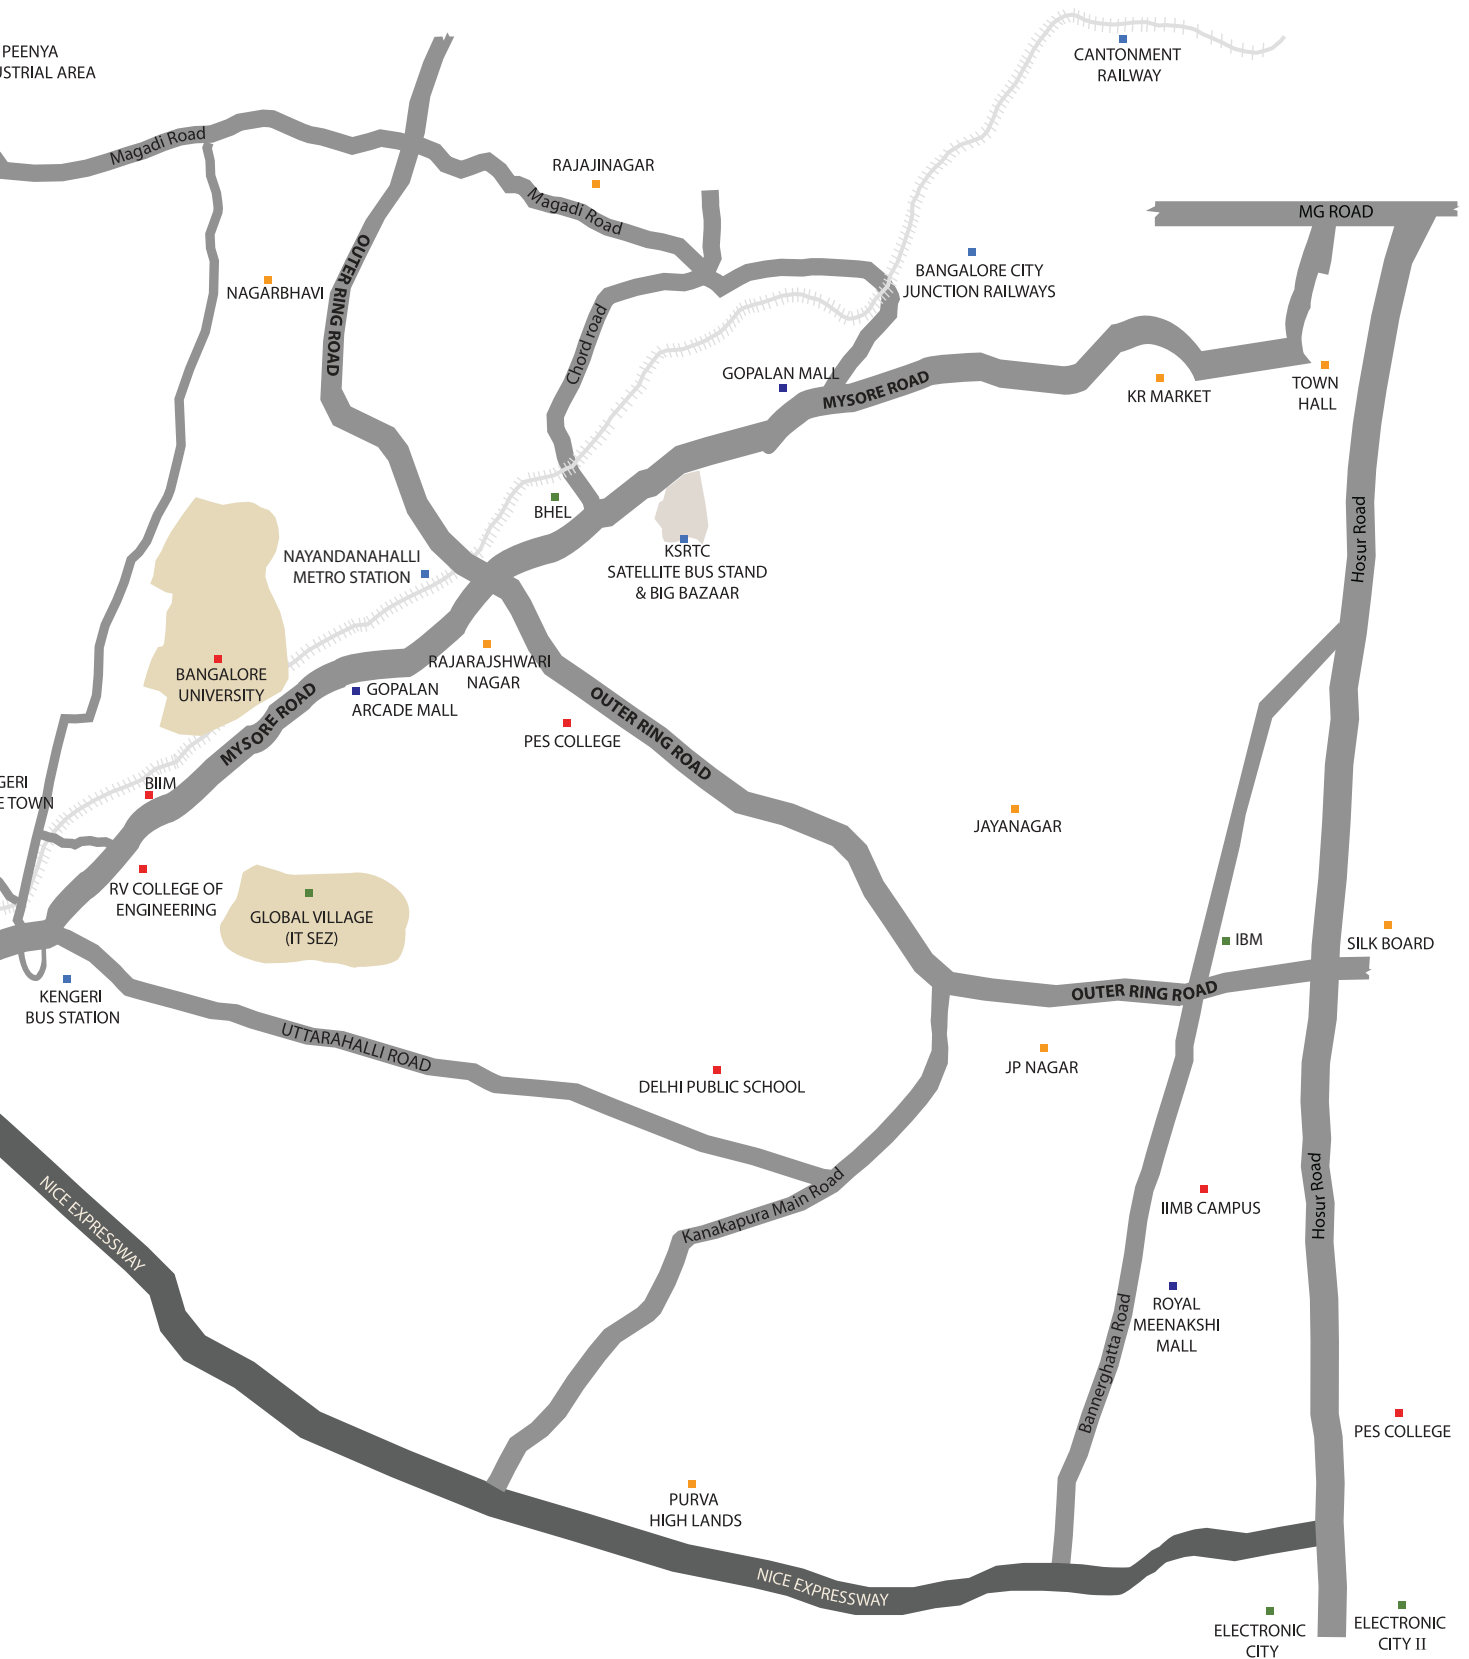 PEENYA
USTRIAL AREA
CANTONMENT
RAILWAY
Magadi Road
RAJAJINAGAR
Magadi Road
MG ROAD
OUTER RING ROAD
NAGARBHAVI
BANGALORE CITY
JUNCTION RAILWAYS
Chord road
GOPALAN MALL
MYSORE ROAD
KR MARKET
TOWN
HALL
BHEL
KSRTC
SATELLITE BUS STAND
& BIG BAZAAR
Hosur Road
NAYANDANAHALLI
METRO STATION
BANGALORE
UNIVERSITY
RAJARAJSHWARI
NAGAR
GOPALAN
ARCADE MALL
MYSORE ROAD
PES COLLEGE
OUTER RING ROAD
GERI
E TOWN
BIIM
JAYANAGAR
RV COLLEGE OF
ENGINEERING
GLOBAL VILLAGE
(IT SEZ)
IBM
SILK BOARD
KENGERI
BUS STATION
OUTER RING ROAD
UTTARAHALLI ROAD
DELHI PUBLIC SCHOOL
JP NAGAR
Kanakapura Main Road
IIMB CAMPUS
Hosur Road
NICE EXPRESSWAY
ROYAL
MEENAKSHI
MALL
Bannerghatta Road
PES COLLEGE
PURVA
HIGH LANDS
NICE EXPRESSWAY
ELECTRONIC
CITY
ELECTRONIC
CITY II